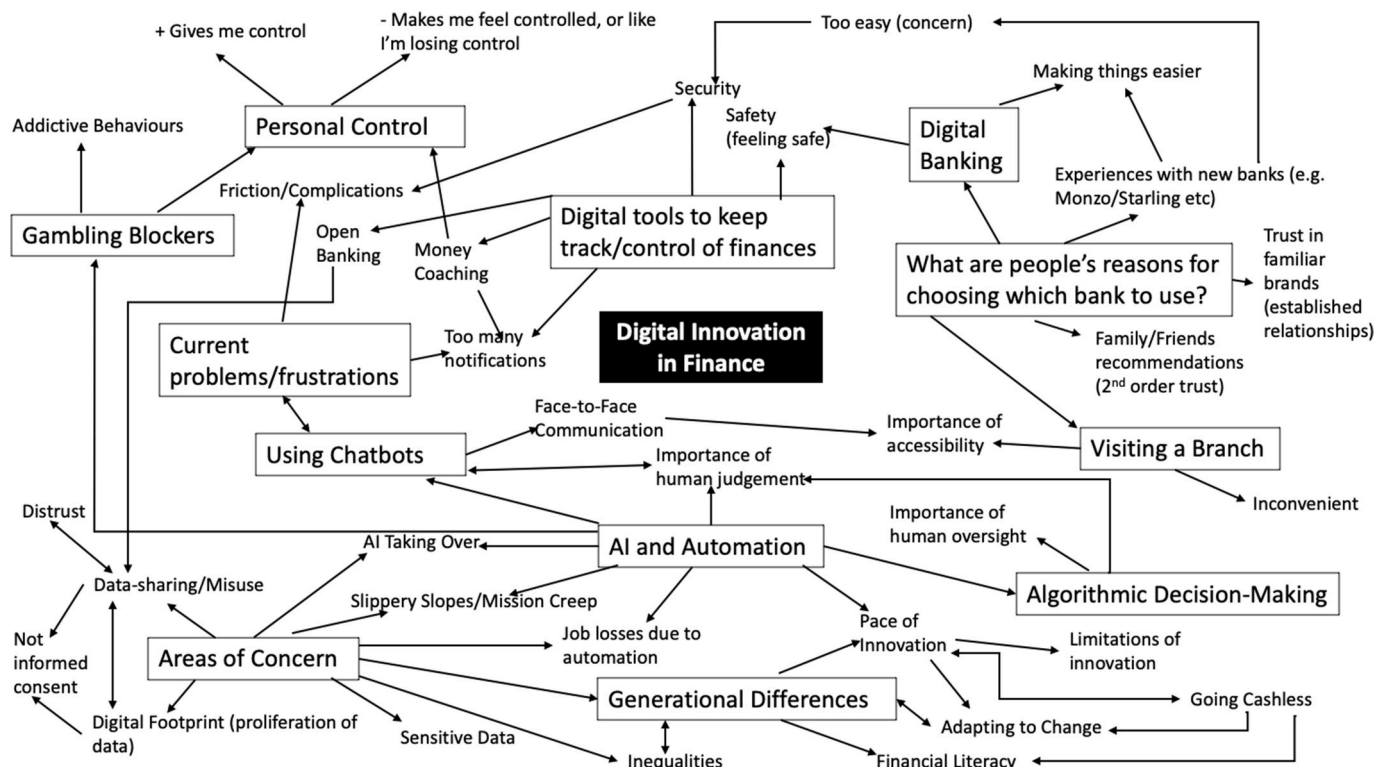 + Gives me control
- Makes me feel controlled, or like
I'm losing control
Too easy (concern)
Making things easier
Security
Safety
(feeling safe)
Addictive Behaviours
Personal Control
Digital
Banking
Friction/Complications
Experiences with new banks (e.g.
Monzo/Starling etc)
Gambling Blockers
Open
Banking
Money
Coaching
Digital tools to keep
track/control of finances
What are people's reasons for
choosing which bank to use?
Trust in
familiar
brands
(established
relationships)
Current
problems/frustrations
Too many
notifications
Digital Innovation
in Finance
Family/Friends
recommendations
(2nd order trust)
Using Chatbots
Face-to-Face
Communication
Importance of
accessibility
Visiting a Branch
Importance of
human judgement
Inconvenient
Distrust
AI Taking Over
AI and Automation
Importance of
human oversight
Data-sharing/Misuse
Slippery Slopes/Mission Creep
Algorithmic Decision-Making
Not
informed
consent
Areas of Concern
Job losses due to
automation
Pace of
Innovation
Limitations of
innovation
Generational Differences
Going Cashless
Digital Footprint (proliferation of
data)
Sensitive Data
Adapting to Change
Inequalities
Financial Literacy